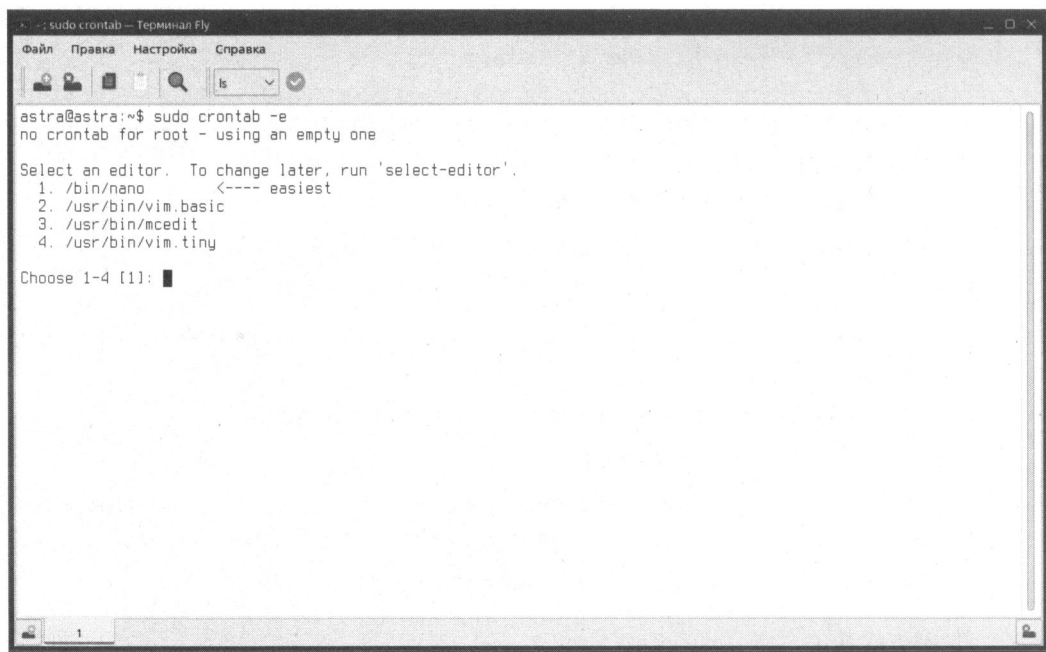 ~ : sudo crontab — Терминал Fly
Файл Правка Настройка Справка
ls
astra@astra:~$ sudo crontab -e
no crontab for root - using an empty one
Select an editor.  To change later, run 'select-editor'.
1. /bin/nano        <---- easiest
2. /usr/bin/vim.basic
3. /usr/bin/mcedit
4. /usr/bin/vim.tiny
Choose 1-4 [1]:
1